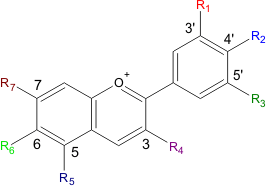 R₁
3' 4' R₂
O⁺
R₇ 7 5'
R₃
R₆ 6 5 3 R₄
R₅